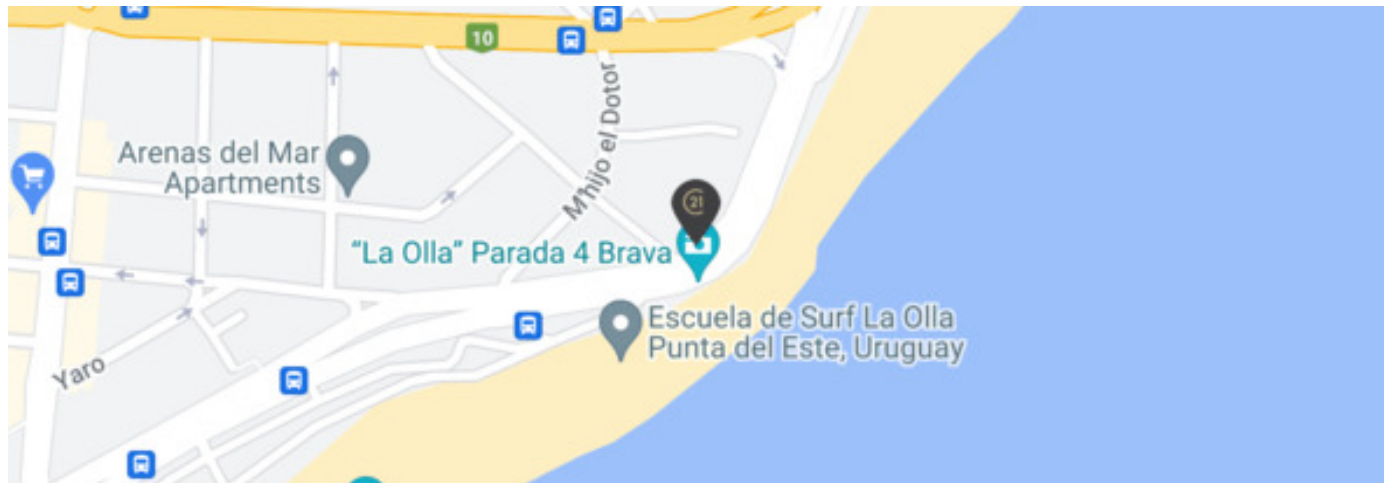 10
M'hijo el Dotor
Arenas del Mar
Apartments
21
“La Olla” Parada 4 Brava
Escuela de Surf La Olla
Punta del Este, Uruguay
Yaro